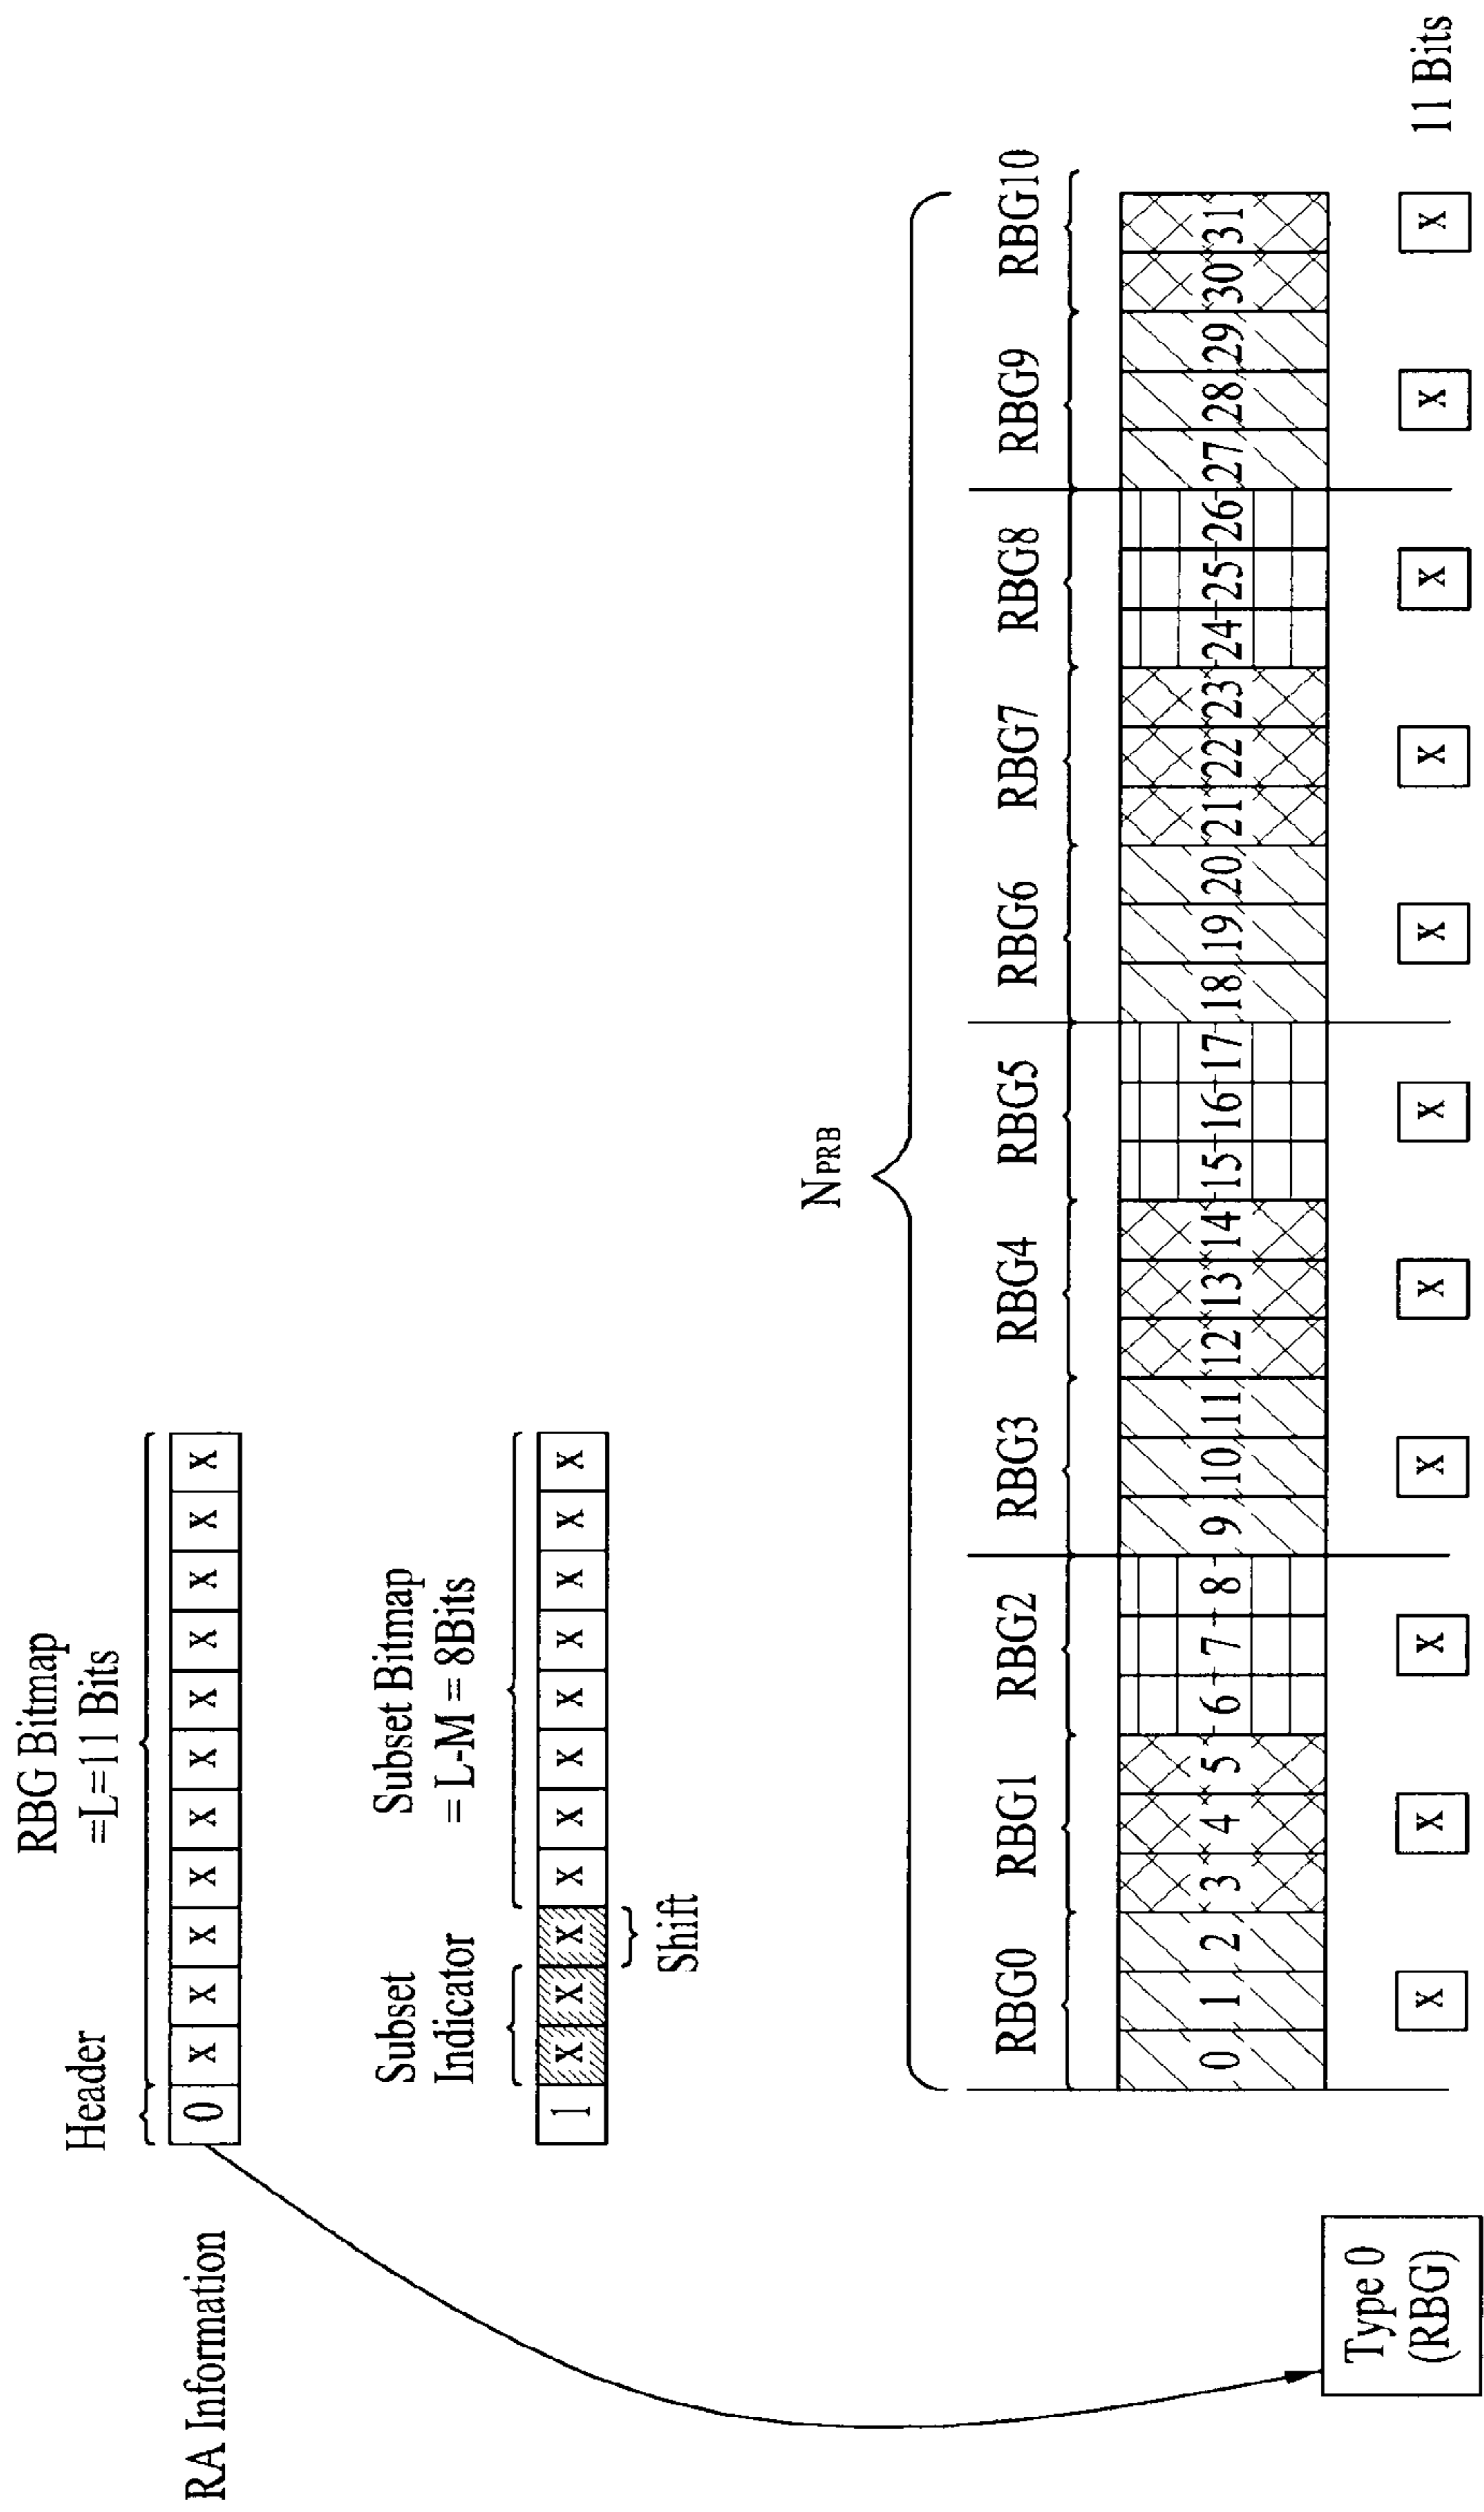 RBG Bitmap
=L=11 Bits
Header
RA Information
0 x x x x x x x x x x x
Subset Bitmap
= L-M = 8Bits
Subset
Indicator
1 x x x x x x x x x x x
Shift
NPRB
RBG0 RBG1 RBG2 RBG3 RBG4 RBG5 RBG6 RBG7 RBG8 RBG9 RBG10
0 1 2 3 4 5 6 7 8 9 10 11 12 13 14 15 16 17 18 19 20 21 22 23 24 25 26 27 28 29 30 31
Type 0
(RBG)
x x x x x x x x x x x
11 Bits